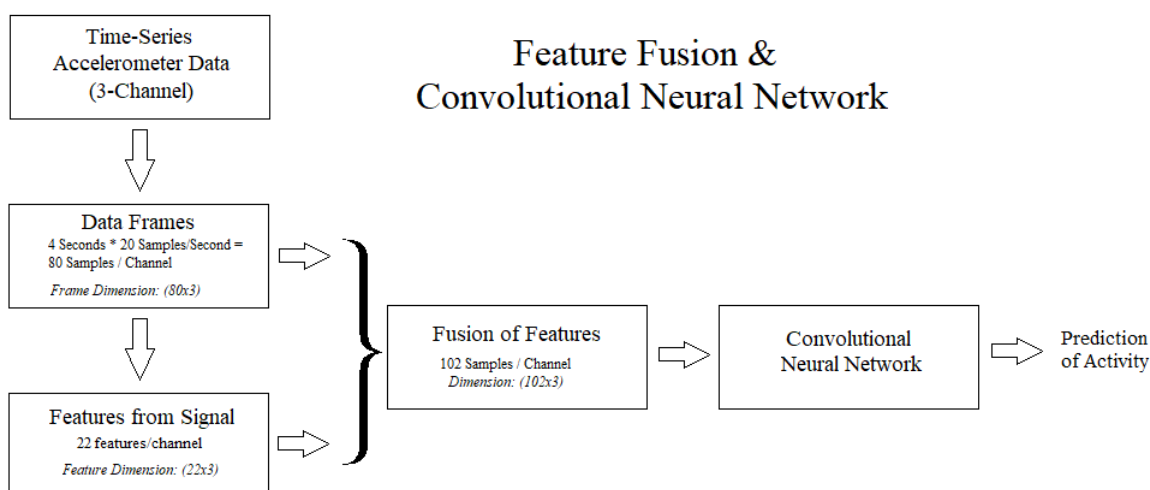 Time-Series
Accelerometer Data
(3-Channel)
Feature Fusion &
Convolutional Neural Network
Data Frames
4 Seconds * 20 Samples/Second =
80 Samples / Channel
Frame Dimension: (80x3)
Features from Signal
22 features/channel
Feature Dimension: (22x3)
Fusion of Features
102 Samples / Channel
Dimension: (102x3)
Convolutional
Neural Network
Prediction
of Activity